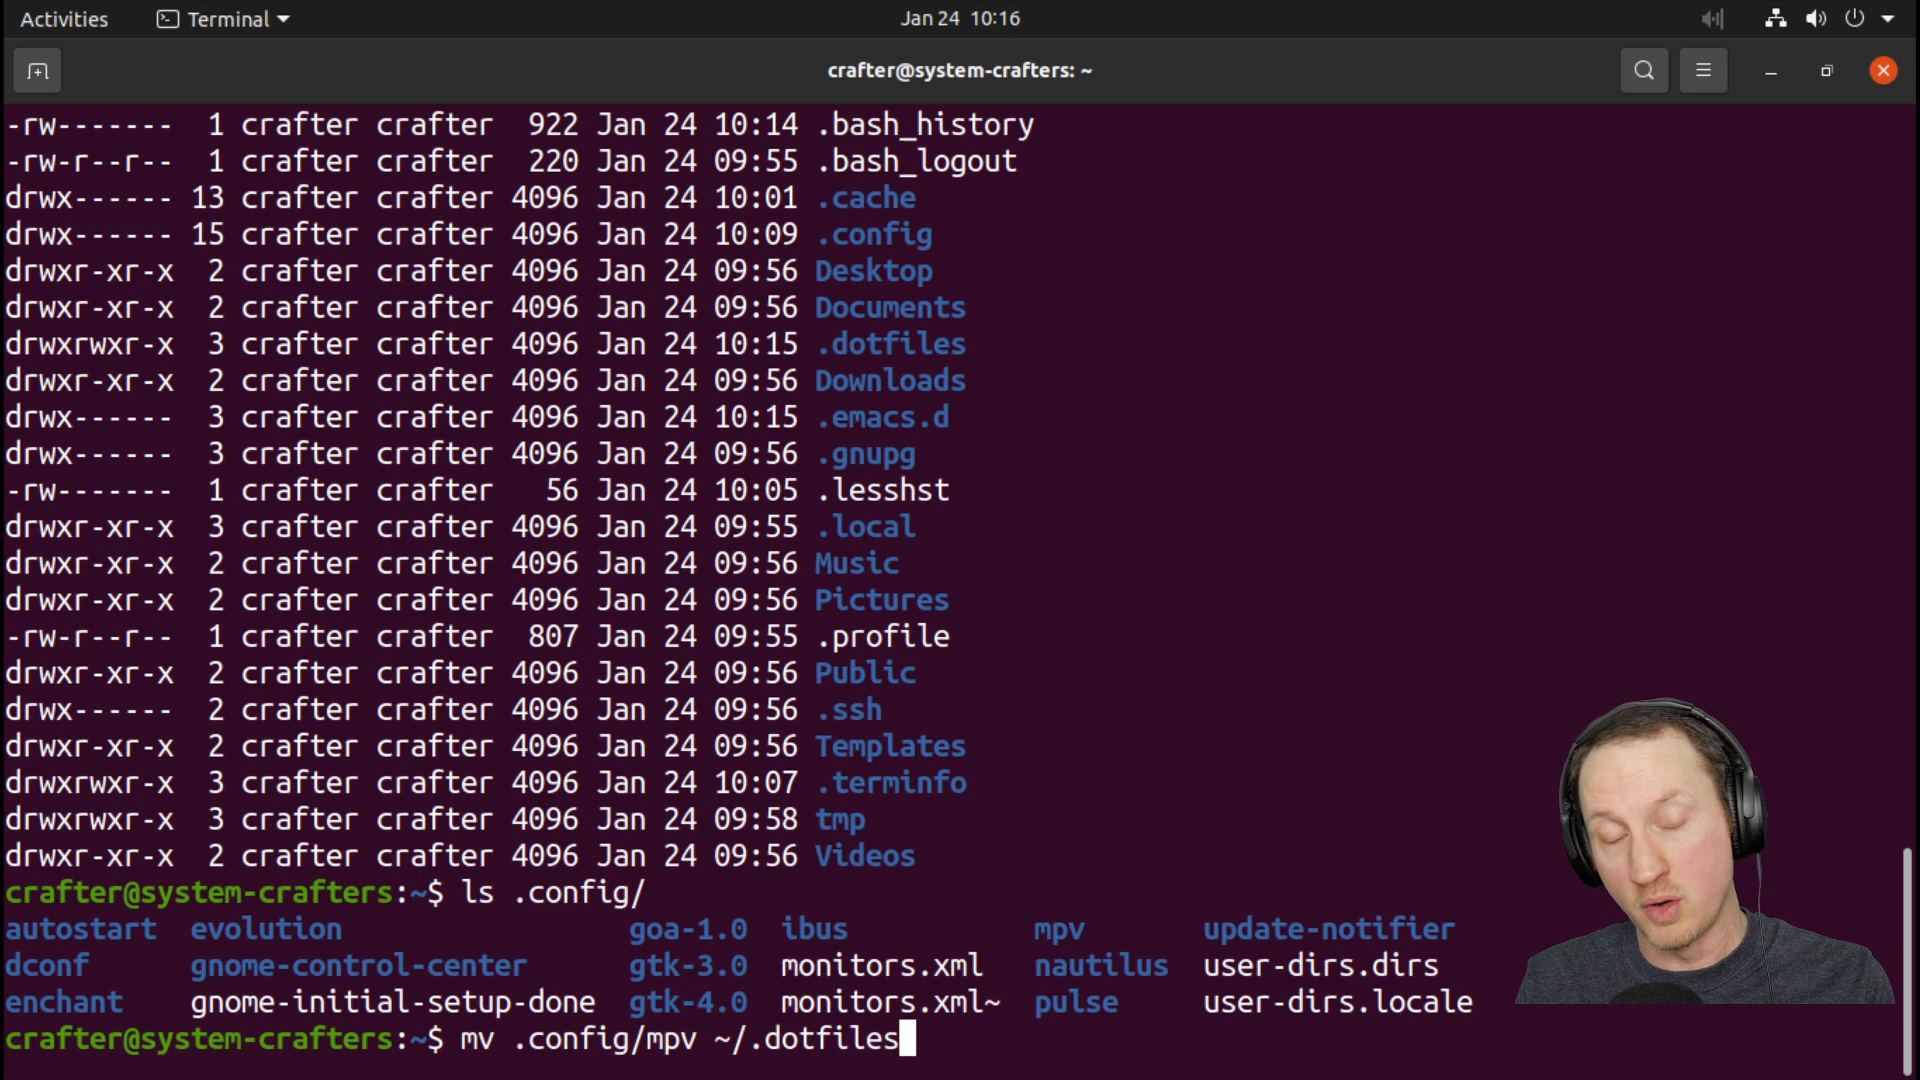 Activities Terminal Jan 24 10:16
crafter@system-crafters: ~
-rw------- 1 crafter crafter 922 Jan 24 10:14 .bash_history
-rw-r--r-- 1 crafter crafter 220 Jan 24 09:55 .bash_logout
drwx------ 13 crafter crafter 4096 Jan 24 10:01 .cache
drwx------ 15 crafter crafter 4096 Jan 24 10:09 .config
drwxr-xr-x 2 crafter crafter 4096 Jan 24 09:56 Desktop
drwxr-xr-x 2 crafter crafter 4096 Jan 24 09:56 Documents
drwxrwxr-x 3 crafter crafter 4096 Jan 24 10:15 .dotfiles
drwxr-xr-x 2 crafter crafter 4096 Jan 24 09:56 Downloads
drwx------ 3 crafter crafter 4096 Jan 24 10:15 .emacs.d
drwx------ 3 crafter crafter 4096 Jan 24 09:56 .gnupg
-rw------- 1 crafter crafter 56 Jan 24 10:05 .lesshst
drwxr-xr-x 3 crafter crafter 4096 Jan 24 09:55 .local
drwxr-xr-x 2 crafter crafter 4096 Jan 24 09:56 Music
drwxr-xr-x 2 crafter crafter 4096 Jan 24 09:56 Pictures
-rw-r--r-- 1 crafter crafter 807 Jan 24 09:55 .profile
drwxr-xr-x 2 crafter crafter 4096 Jan 24 09:56 Public
drwx------ 2 crafter crafter 4096 Jan 24 09:56 .ssh
drwxr-xr-x 2 crafter crafter 4096 Jan 24 09:56 Templates
drwxrwxr-x 3 crafter crafter 4096 Jan 24 10:07 .terminfo
drwxrwxr-x 3 crafter crafter 4096 Jan 24 09:58 tmp
drwxr-xr-x 2 crafter crafter 4096 Jan 24 09:56 Videos
crafter@system-crafters:~$ ls .config/
autostart evolution goa-1.0 ibus mpv update-notifier
dconf gnome-control-center gtk-3.0 monitors.xml nautilus user-dirs.dirs
enchant gnome-initial-setup-done gtk-4.0 monitors.xml~ pulse user-dirs.locale
crafter@system-crafters:~$ mv .config/mpv ~/.dotfiles